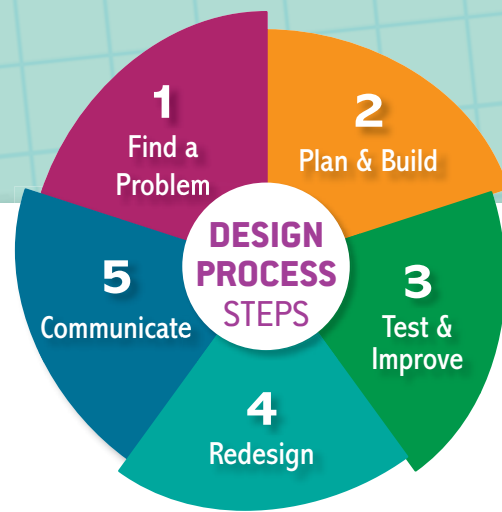 1
Find a
Problem
2
Plan & Build
3
Test &
Improve
4
Redesign
5
Communicate
DESIGN
PROCESS
STEPS